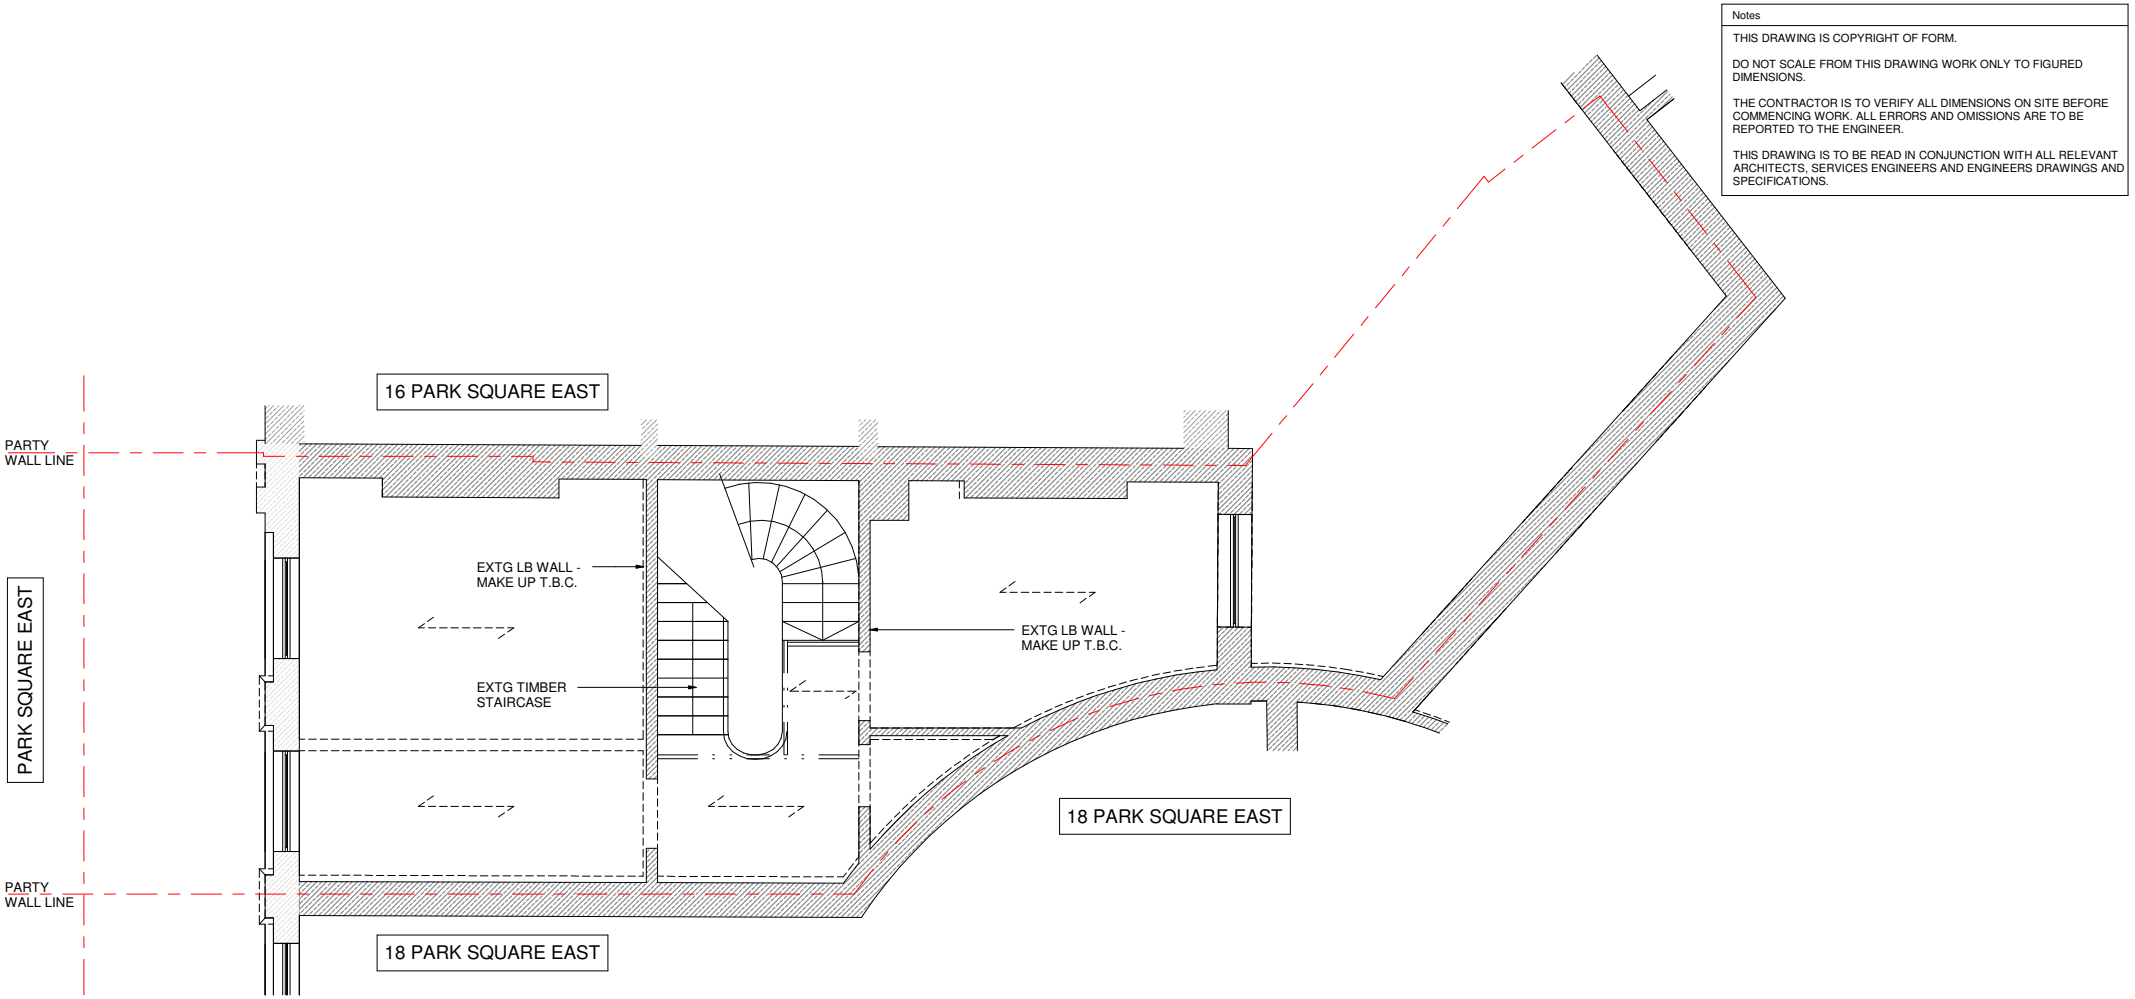 Notes
THIS DRAWING IS COPYRIGHT OF FORM.
DO NOT SCALE FROM THIS DRAWING WORK ONLY TO FIGURED
DIMENSIONS.
THE CONTRACTOR IS TO VERIFY ALL DIMENSIONS ON SITE BEFORE
COMMENCING WORK. ALL ERRORS AND OMISSIONS ARE TO BE
REPORTED TO THE ENGINEER.
THIS DRAWING IS TO BE READ IN CONJUNCTION WITH ALL RELEVANT
ARCHITECTS, SERVICES ENGINEERS AND ENGINEERS DRAWINGS AND
SPECIFICATIONS.
16 PARK SQUARE EAST
PARTY
WALL LINE
EXTG LB WALL -
MAKE UP T.B.C.
EXTG LB WALL -
MAKE UP T.B.C.
PARK SQUARE EAST
EXTG TIMBER
STAIRCASE
18 PARK SQUARE EAST
PARTY
WALL LINE
18 PARK SQUARE EAST